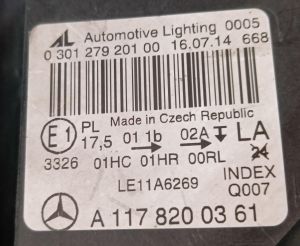 AL Automotive Lighting 0005
0 301 279 201 00 16.07.14 668
Made in Czech Republic
E1 PL 17,5 01 1b → 02A → LA
3326 01HC 01HR 00RL 24
LE11A6269
INDEX
Q007
A 117 820 03 61